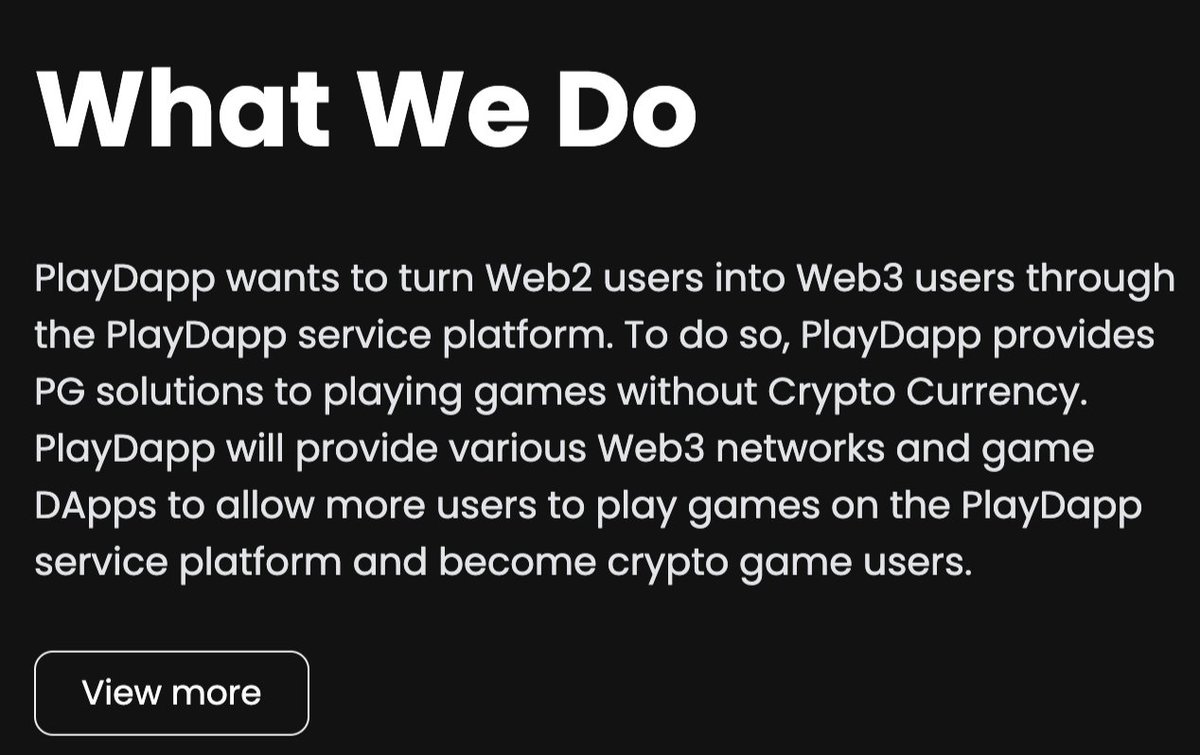 What We Do
PlayDapp wants to turn Web2 users into Web3 users through
the PlayDapp service platform. To do so, PlayDapp provides
PG solutions to playing games without Crypto Currency.
PlayDapp will provide various Web3 networks and game
DApps to allow more users to play games on the PlayDapp
service platform and become crypto game users.
View more